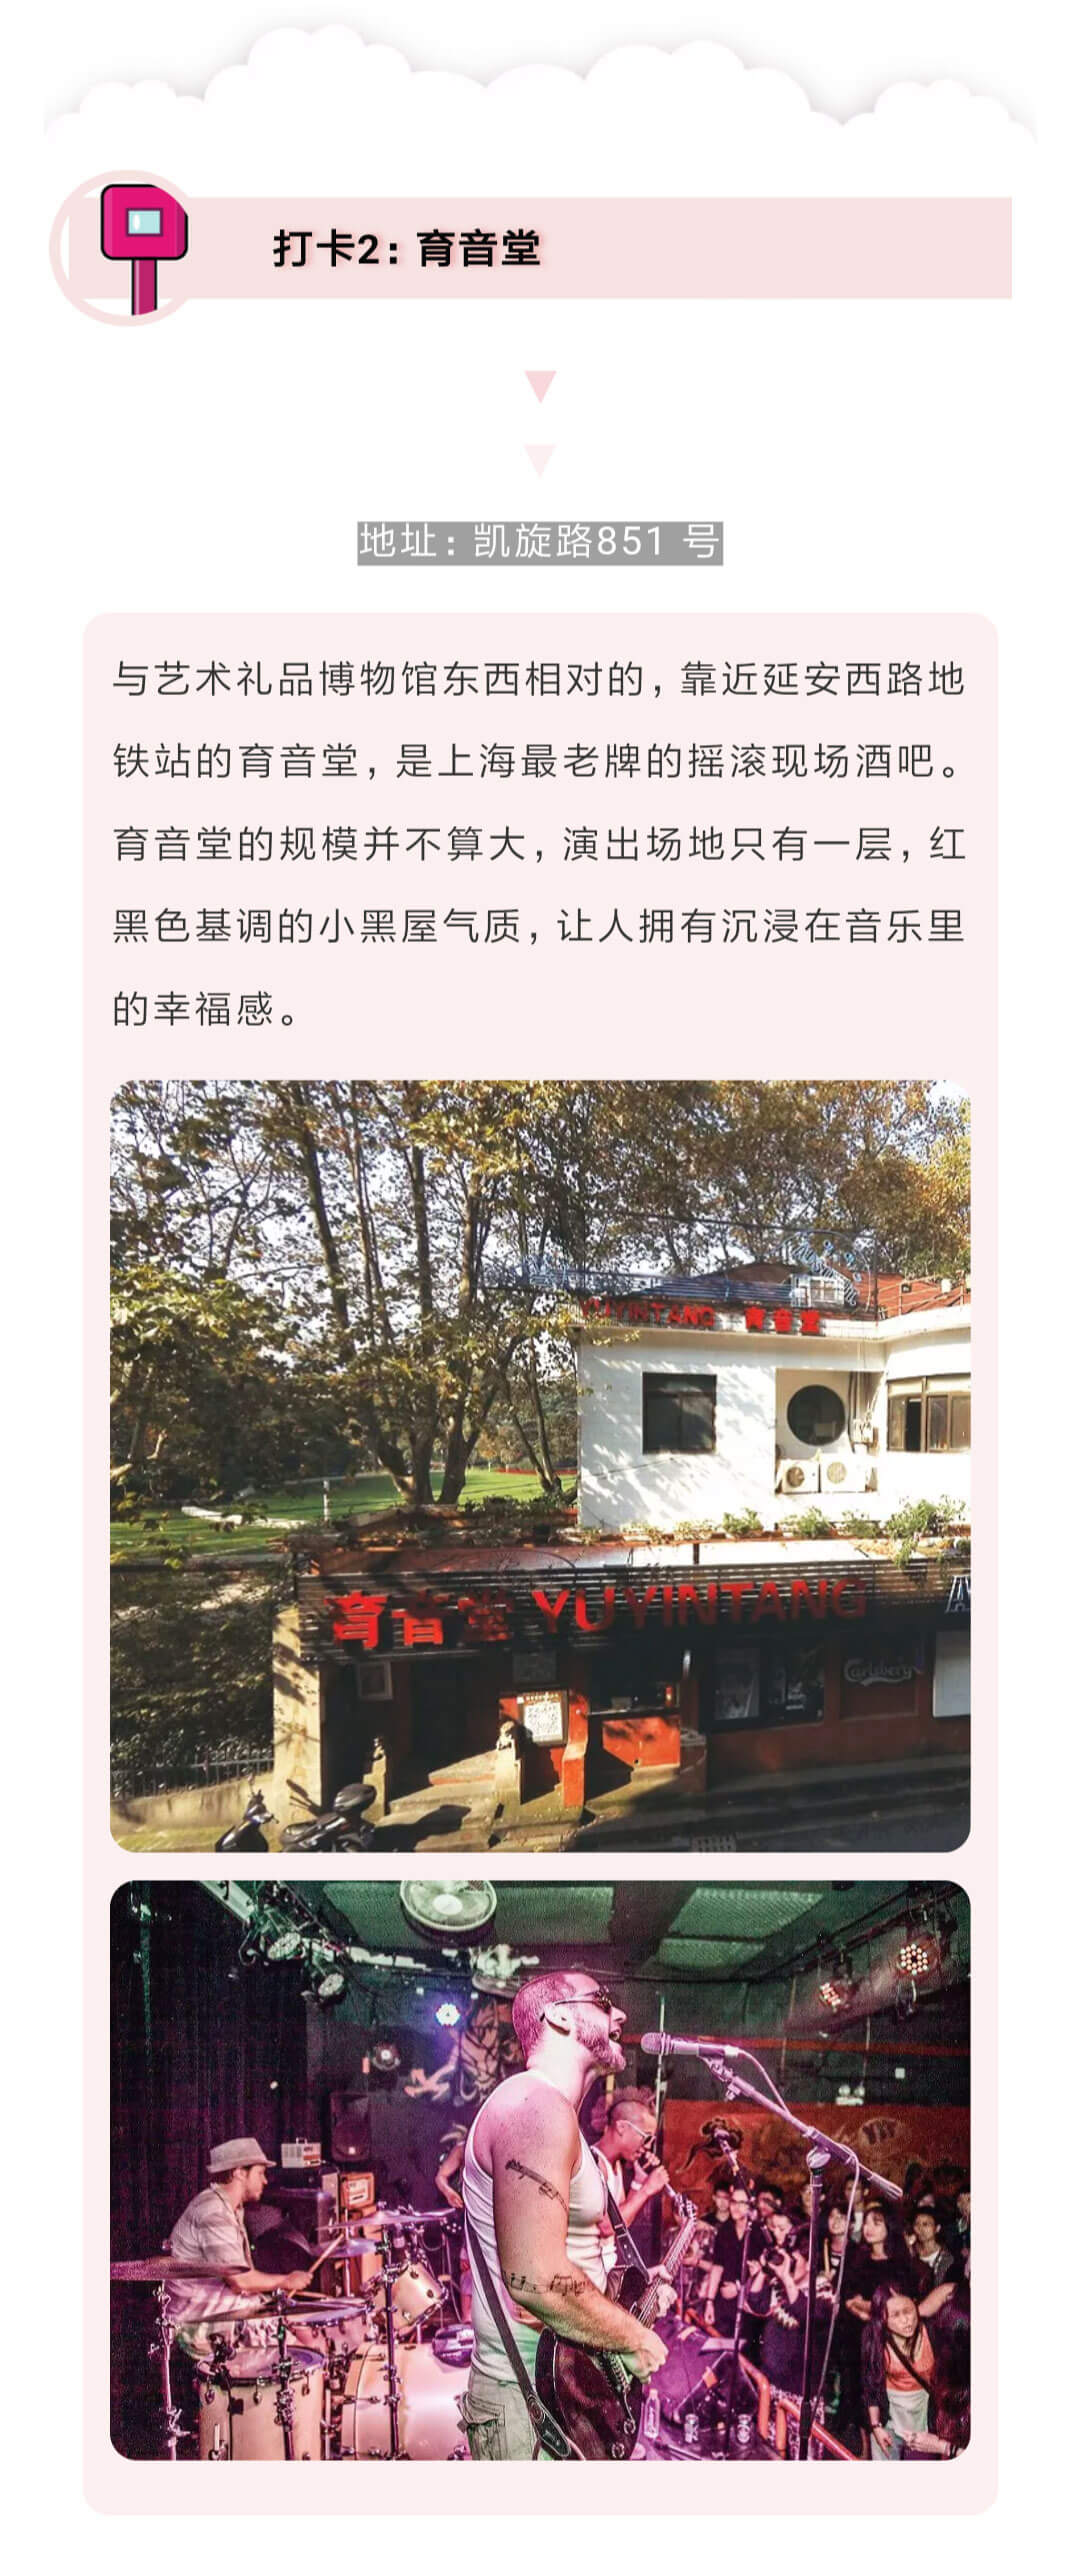 打卡2：育音堂
地址：凯旋路851 号
与艺术礼品博物馆东西相对的，靠近延安西路地
铁站的育音堂，是上海最老牌的摇滚现场酒吧。
育音堂的规模并不算大，演出场地只有一层，红
黑色基调的小黑屋气质，让人拥有沉浸在音乐里
的幸福感。
YUYINTANG 育音堂
育音堂 YUYINTANG
Carlsberg